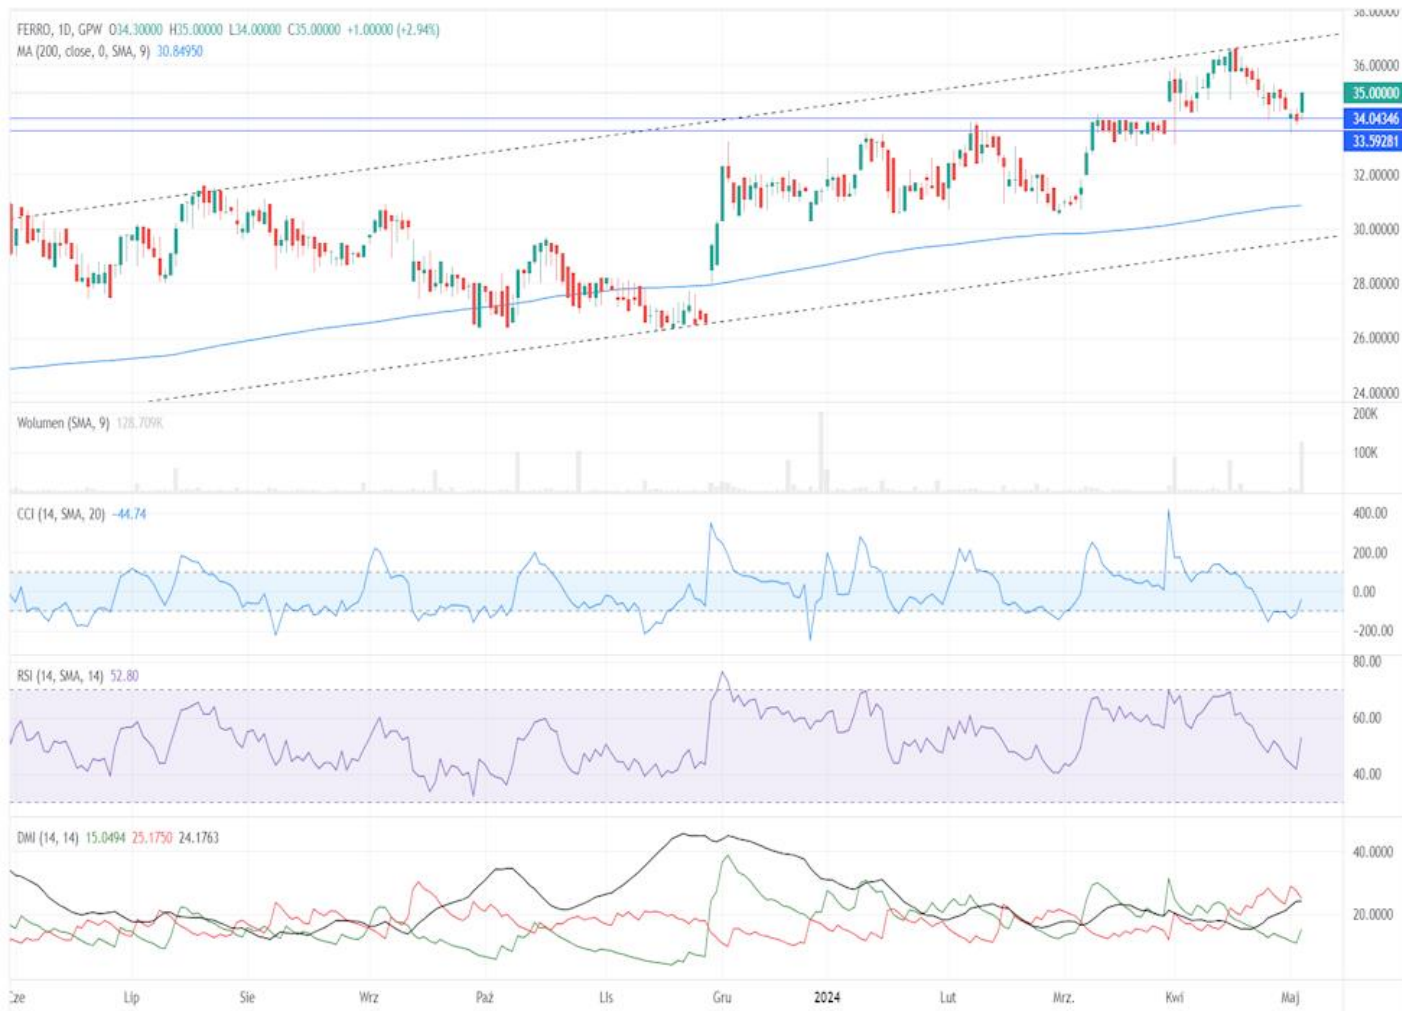 FERRO, 1D, GPW O34.30000 H35.00000 L34.00000 C35.00000 +1.00000 (+2.94%)
MA (200, close, 0, SMA, 9) 30.84950
38.00000
36.00000
35.00000
34.04346
33.59281
32.00000
30.00000
28.00000
26.00000
24.00000
Wolumen (SMA, 9) 128.709K
200K
100K
CCI (14, SMA, 20) -44.74
400.00
200.00
0.00
-200.00
RSI (14, SMA, 14) 52.80
80.00
60.00
40.00
DMI (14, 14) 15.0494 25.1750 24.1763
40.0000
20.0000
Cze Lip Sie Wrz Paź Lis Gru 2024 Lut Mrz. Kwi Maj